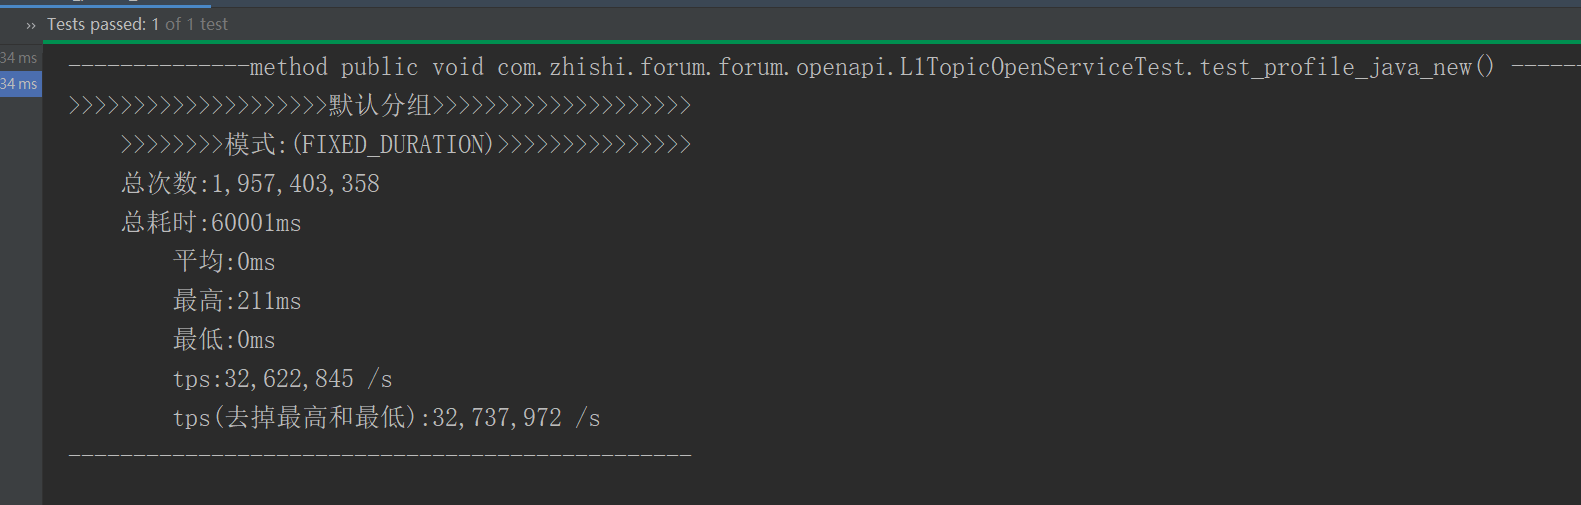 Tests passed: 1 of 1 test
34 ms
34 ms
--------------method public void com.zhishi.forum.forum.openapi.L1TopicOpenServiceTest.test_profile_java_new() ------
>>>>>>>>>>>>>>>>>>>>默认分组>>>>>>>>>>>>>>>>>>>>
>>>>>>>>模式:(FIXED_DURATION)>>>>>>>>>>>>>>>
总次数:1,957,403,358
总耗时:60001ms
平均:0ms
最高:211ms
最低:0ms
tps:32,622,845 /s
tps(去掉最高和最低):32,737,972 /s
------------------------------------------------